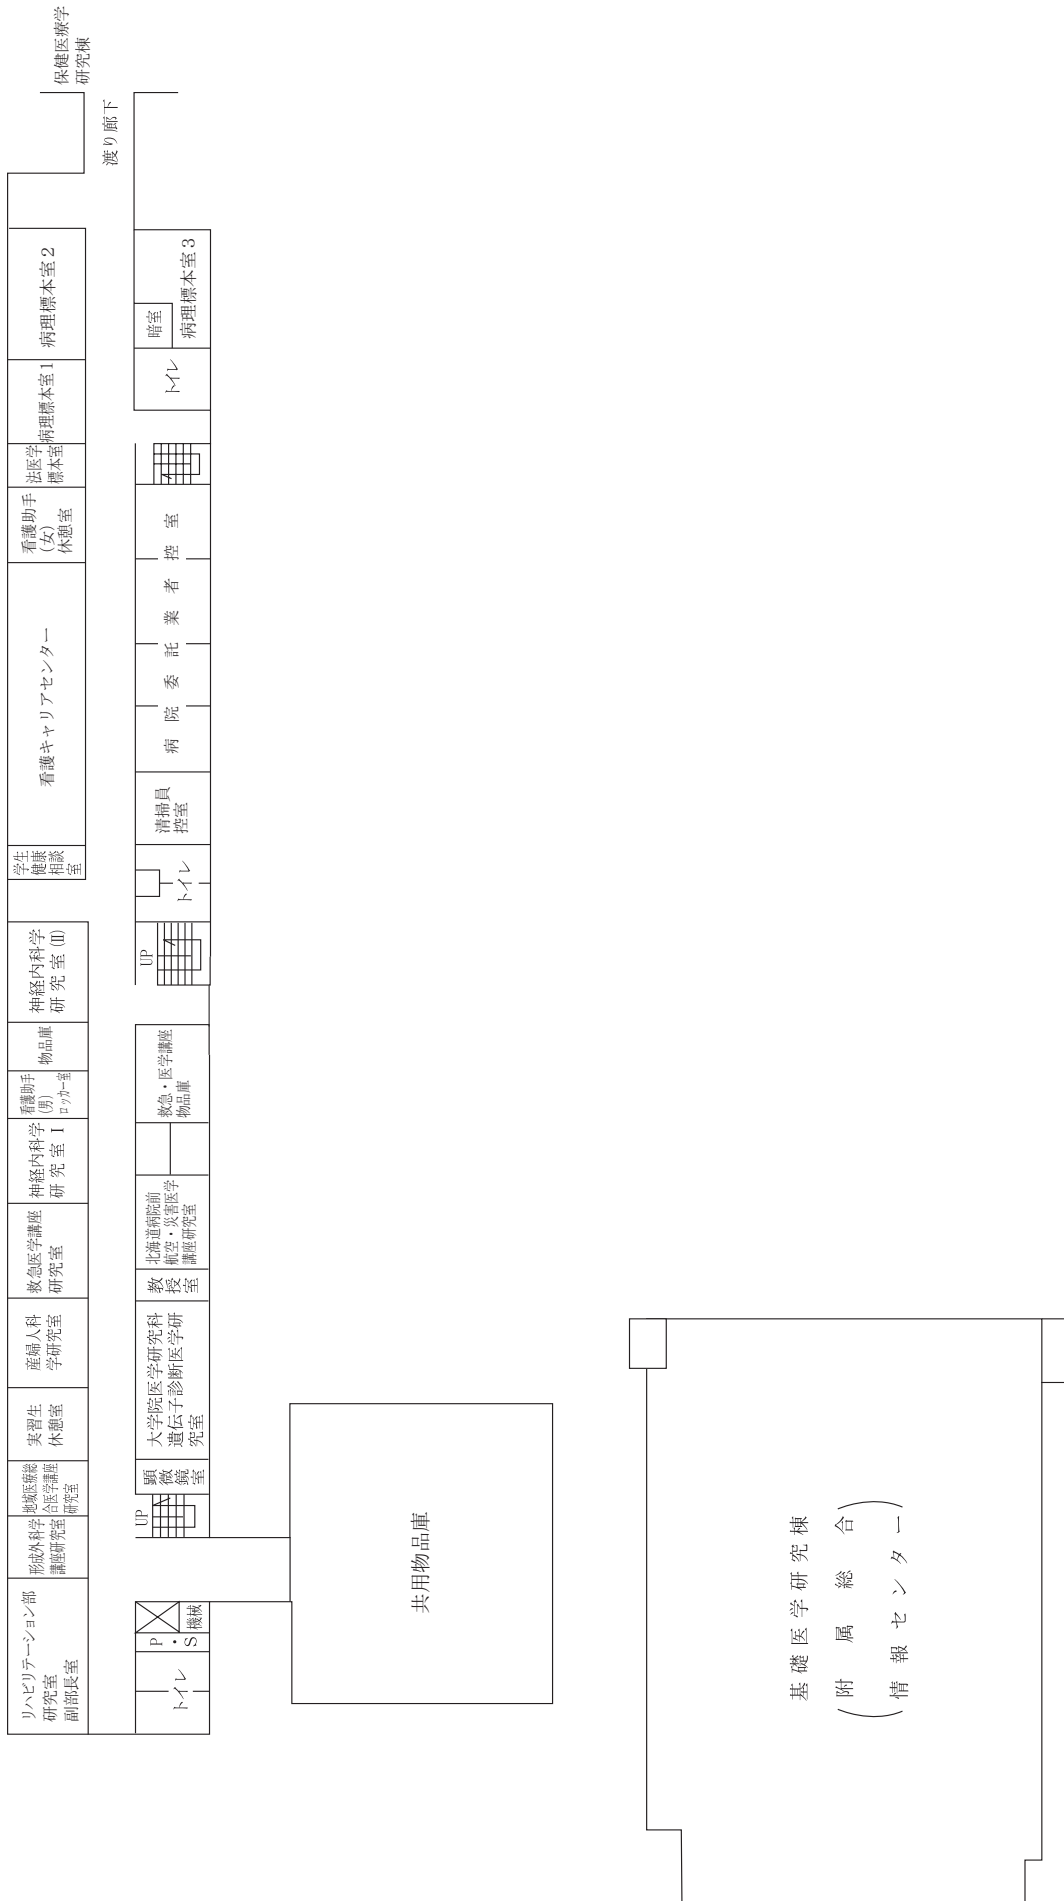 保健医療学
研究棟
渡り廊下
病理標本室2
病理標本室1
法医学
標本室
看護助手
(女)
休憩室
看護キャリアセンター
学生
健康
相談
室
神経内科学
研究室(Ⅱ)
物品庫
看護助手
(男)
ロッカー室
神経内科学
研究室Ⅰ
救急医学講座
研究室
産婦人科
学研究室
実習生
休憩室
地域医療総
合医学講座
研究室
形成外科学
講座研究室
リハビリテーション部
研究室
副部長室
病理標本室3
暗室
トイレ
病院委託業者控室
清掃員
控室
トイレ
UP
救急・医学講座
物品庫
北海道病院前
航空・災害医学
講座研究室
教授
室
大学院医学研究科
遺伝子診断医学研
究室
顕微鏡
室
UP
機械
P・S
トイレ
共用物品庫
基礎医学研究棟
(附属総合
情報センター)